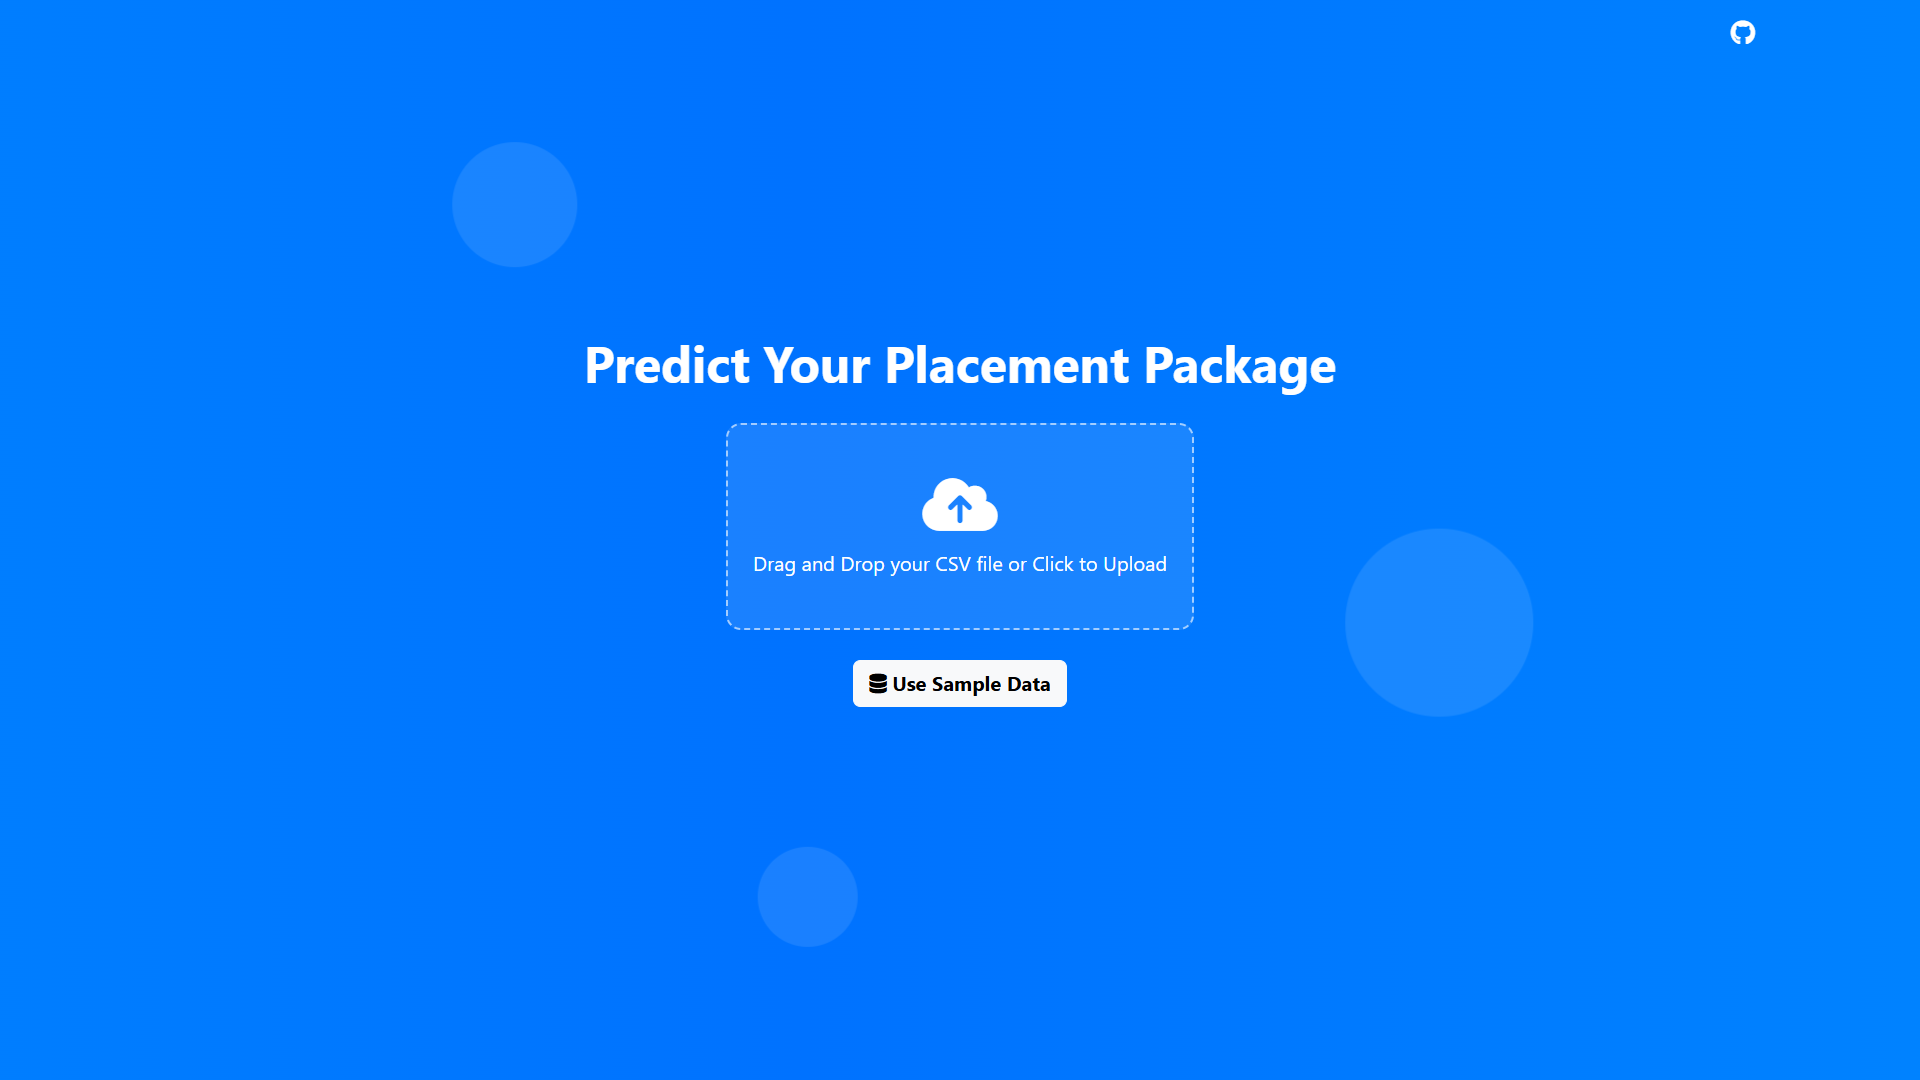 Predict Your Placement Package
Drag and Drop your CSV file or Click to Upload
Use Sample Data